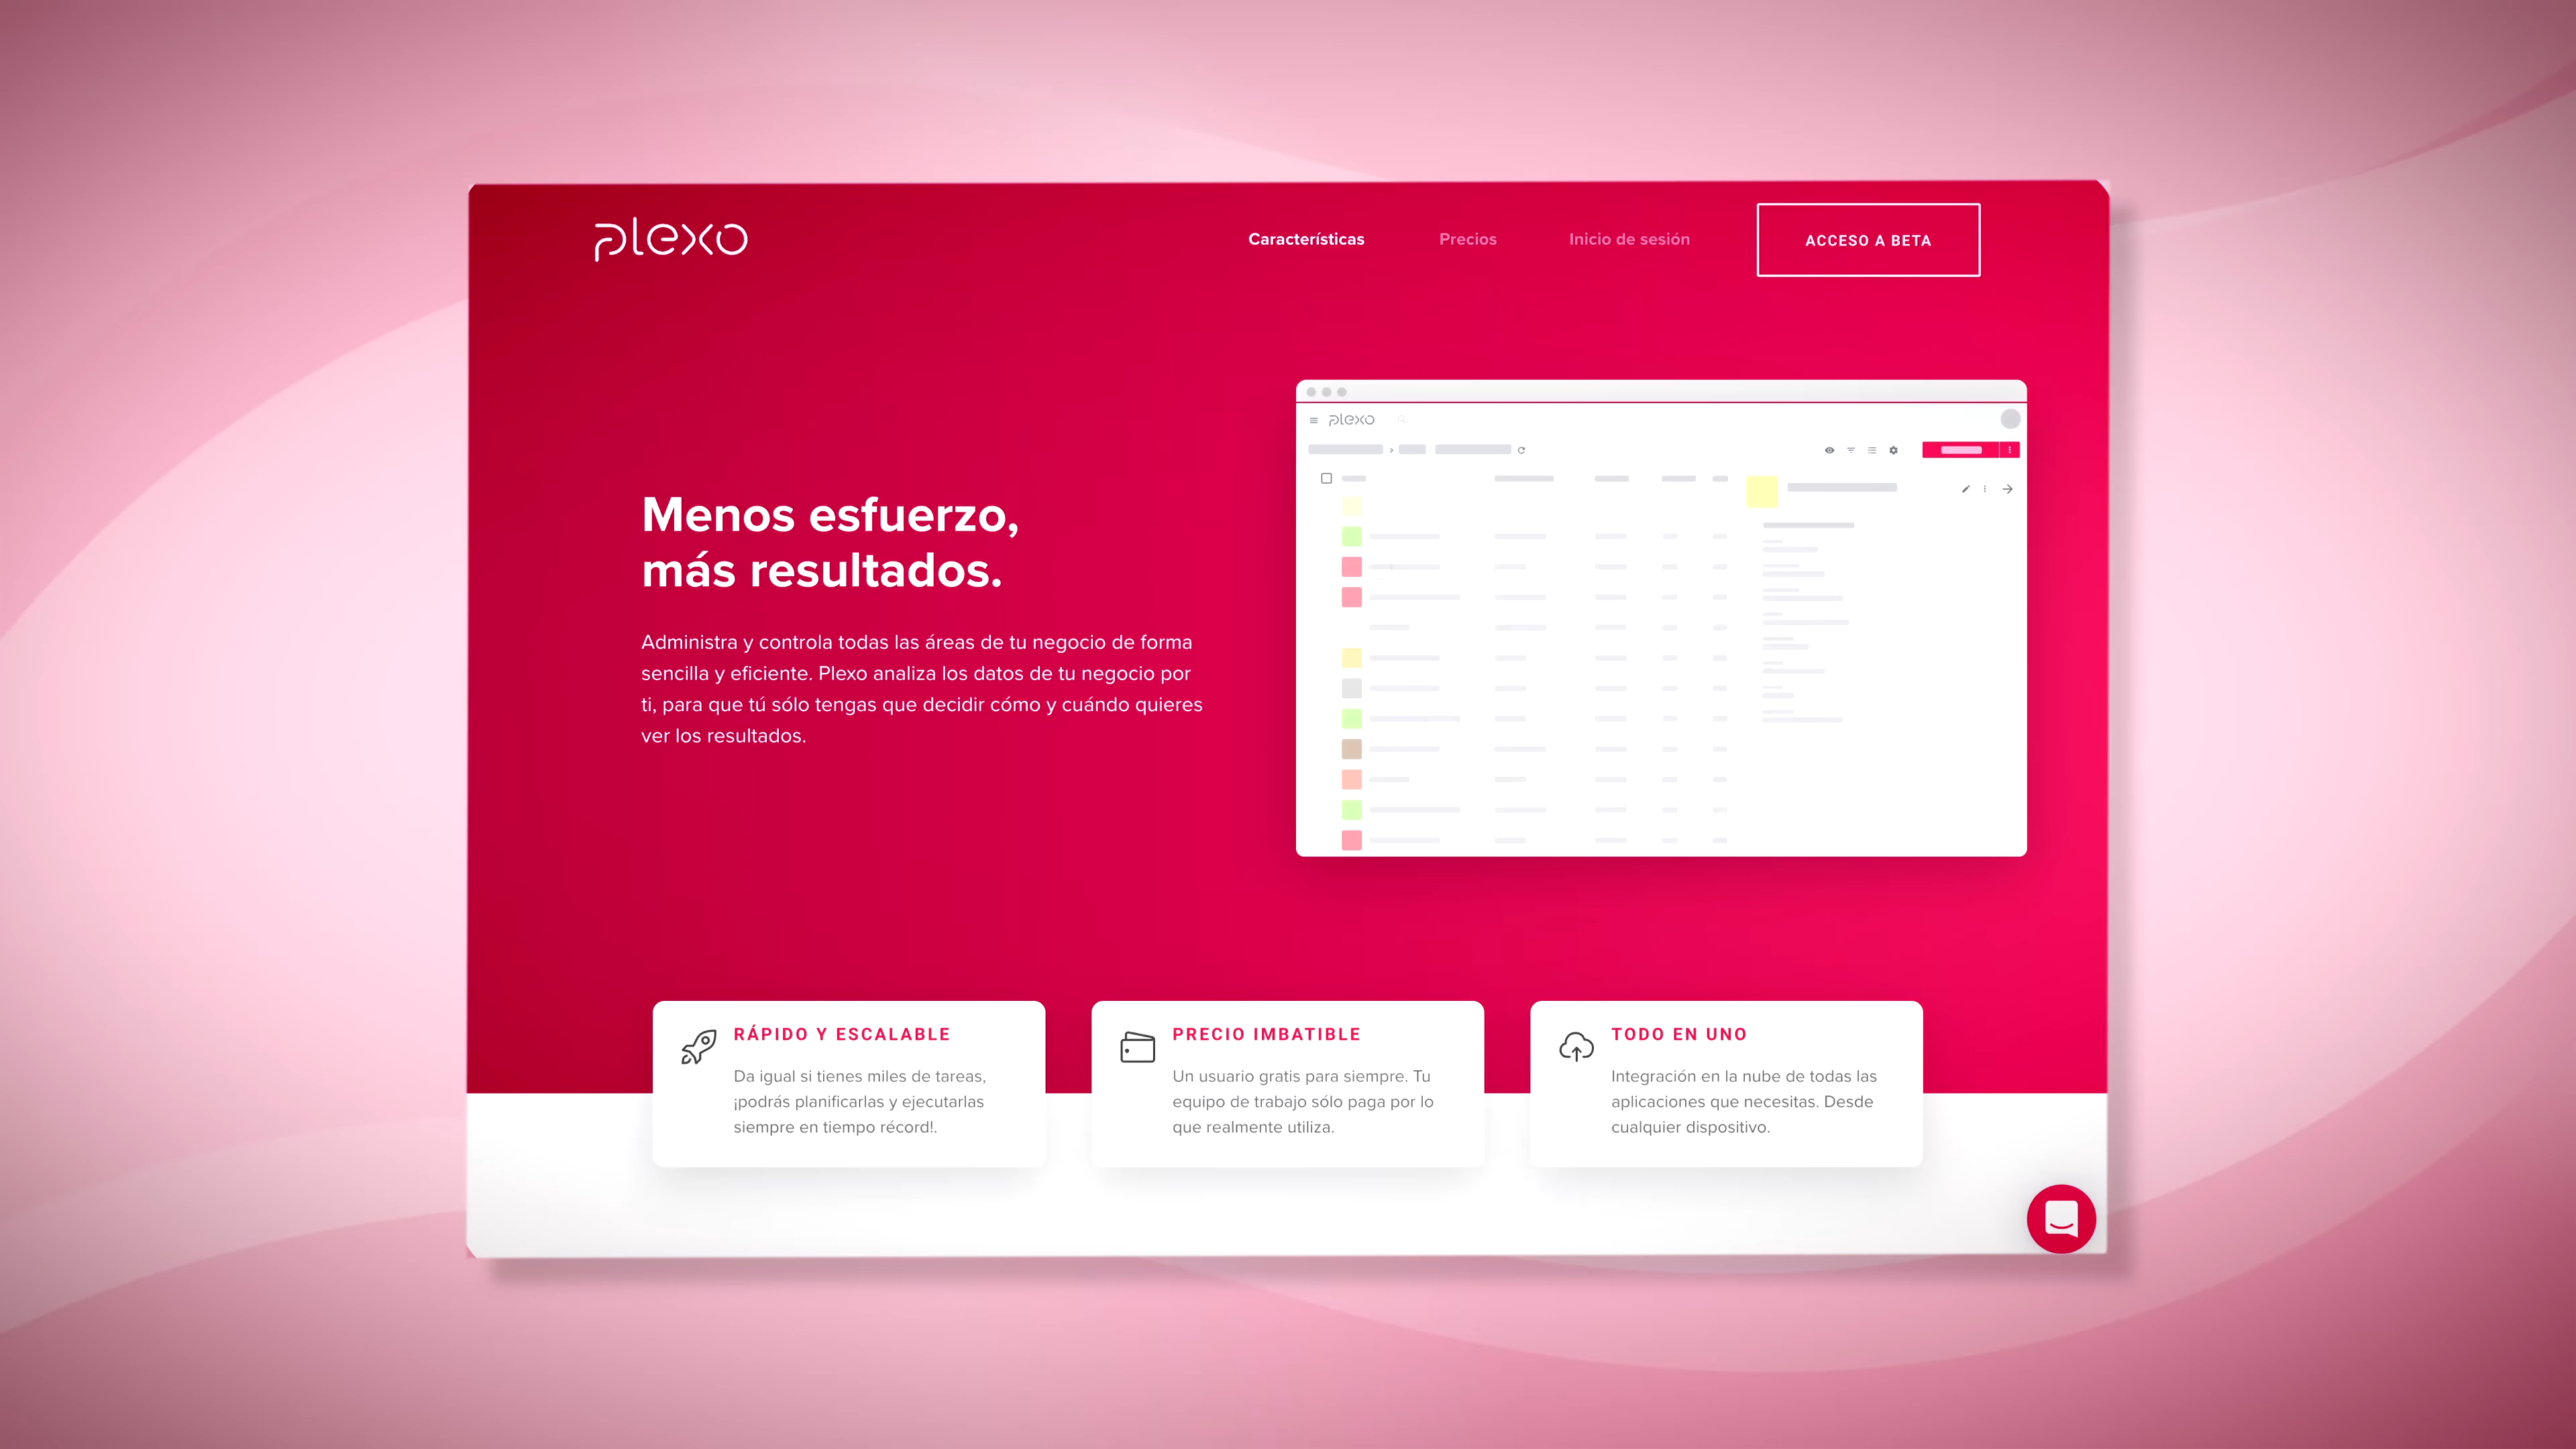 plexo
Características
Precios
Inicio de sesión
ACCESO A BETA
plexo
Menos esfuerzo,
más resultados.
Administra y controla todas las áreas de tu negocio de forma
sencilla y eficiente. Plexo analiza los datos de tu negocio por
ti, para que tú sólo tengas que decidir cómo y cuándo quieres
ver los resultados.
RÁPIDO Y ESCALABLE
Da igual si tienes miles de tareas,
¡podrás planificarlas y ejecutarlas
siempre en tiempo récord!.
PRECIO IMBATIBLE
Un usuario gratis para siempre. Tu
equipo de trabajo sólo paga por lo
que realmente utiliza.
TODO EN UNO
Integración en la nube de todas las
aplicaciones que necesitas. Desde
cualquier dispositivo.